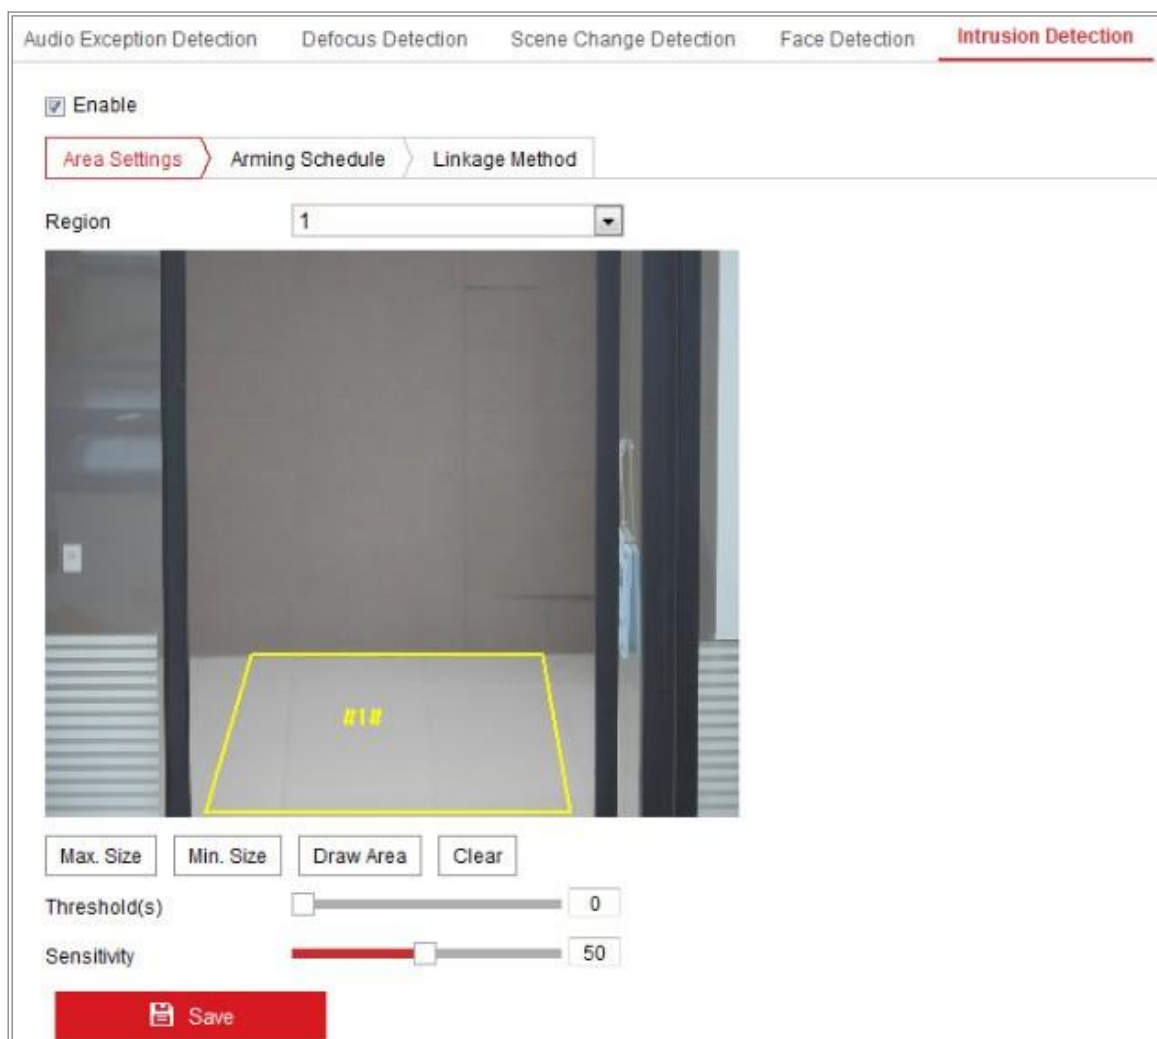 Audio Exception Detection Defocus Detection Scene Change Detection Face Detection Intrusion Detection
Enable
Area Settings Arming Schedule Linkage Method
Region 1
#1#
Max. Size Min. Size Draw Area Clear
Threshold(s) 0
Sensitivity 50
Save